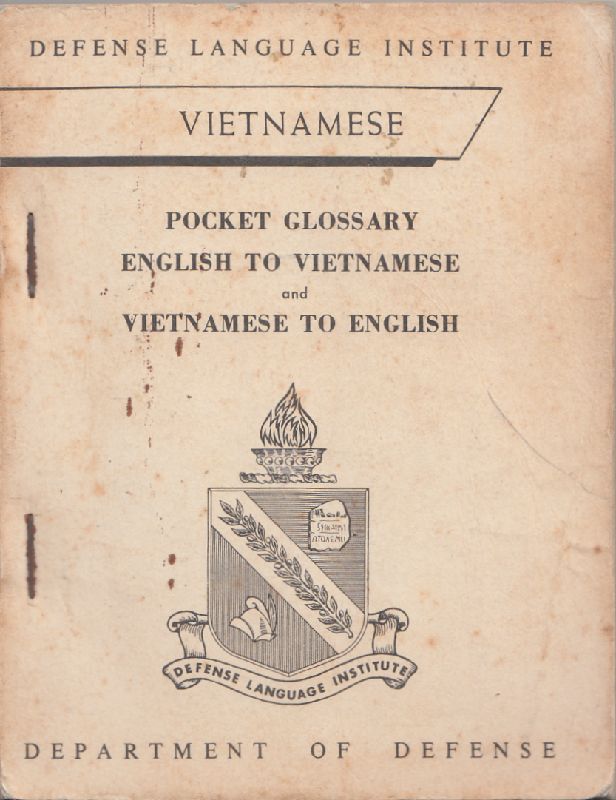 DEFENSE LANGUAGE INSTITUTE
VIETNAMESE
POCKET GLOSSARY
ENGLISH TO VIETNAMESE
and
VIETNAMESE TO ENGLISH
DEFENSE LANGUAGE INSTITUTE
DEPARTMENT OF DEFENSE